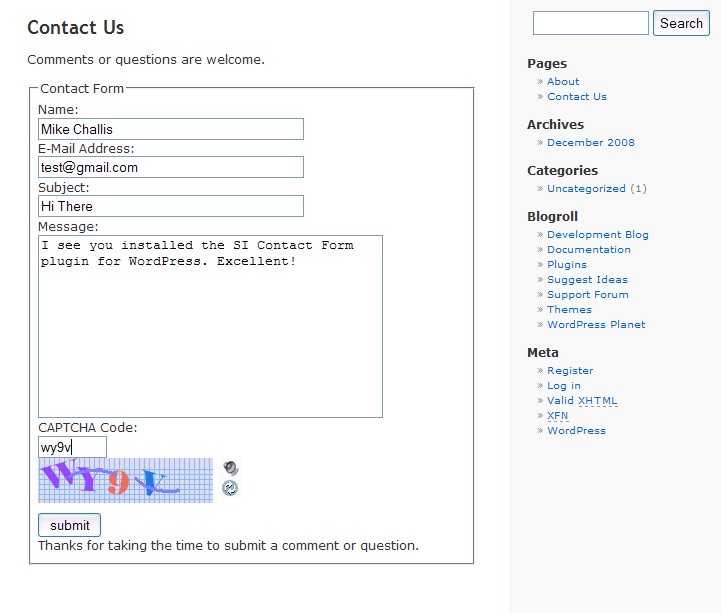 Contact Us
Comments or questions are welcome.
Contact Form
Name:
Mike Challis
E-Mail Address:
test@gmail.com
Subject:
Hi There
Message:
I see you installed the SI Contact Form
plugin for WordPress. Excellent!
CAPTCHA Code:
wy9v
WY9V
submit
Thanks for taking the time to submit a comment or question.
Search
Pages
» About
» Contact Us
Archives
» December 2008
Categories
» Uncategorized (1)
Blogroll
» Development Blog
» Documentation
» Plugins
» Suggest Ideas
» Support Forum
» Themes
» WordPress Planet
Meta
» Register
» Log in
» Valid XHTML
» XFN
» WordPress